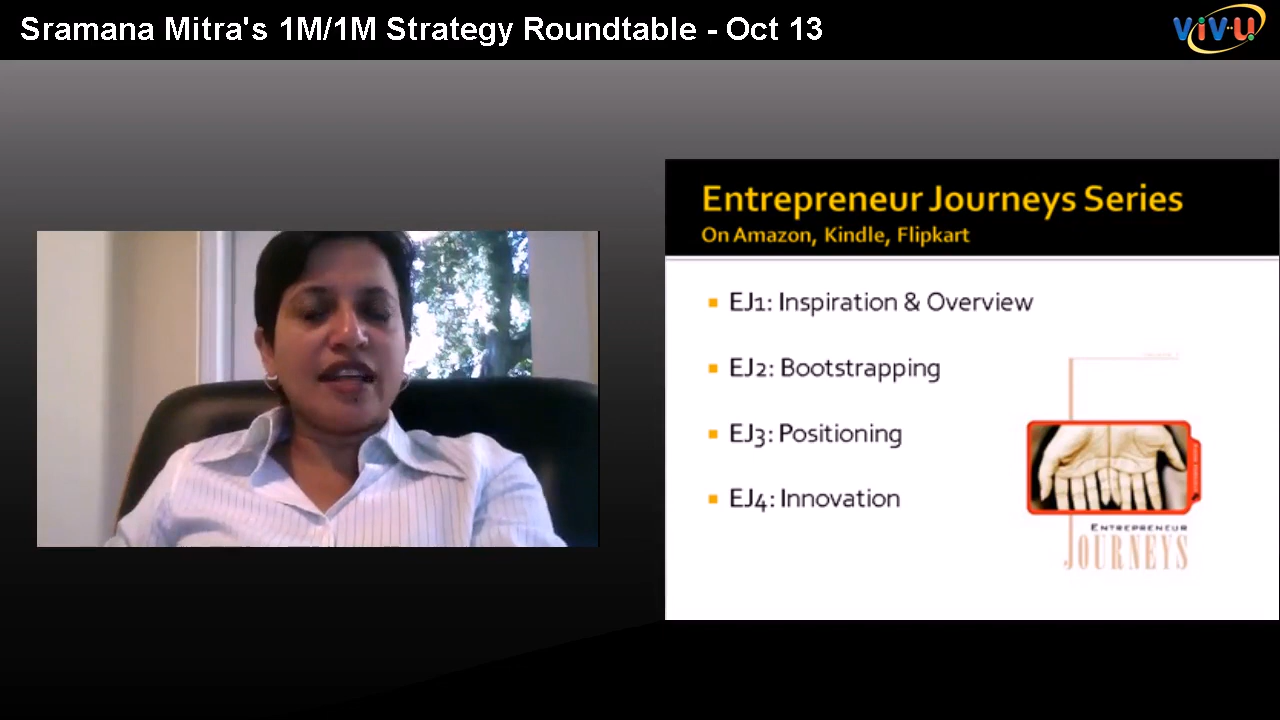 Sramana Mitra's 1M/1M Strategy Roundtable - Oct 13
ViV-U
Entrepreneur Journeys Series
On Amazon, Kindle, Flipkart
EJ1: Inspiration & Overview
EJ2: Bootstrapping
EJ3: Positioning
EJ4: Innovation
ENTREPRENEUR
JOURNEYS